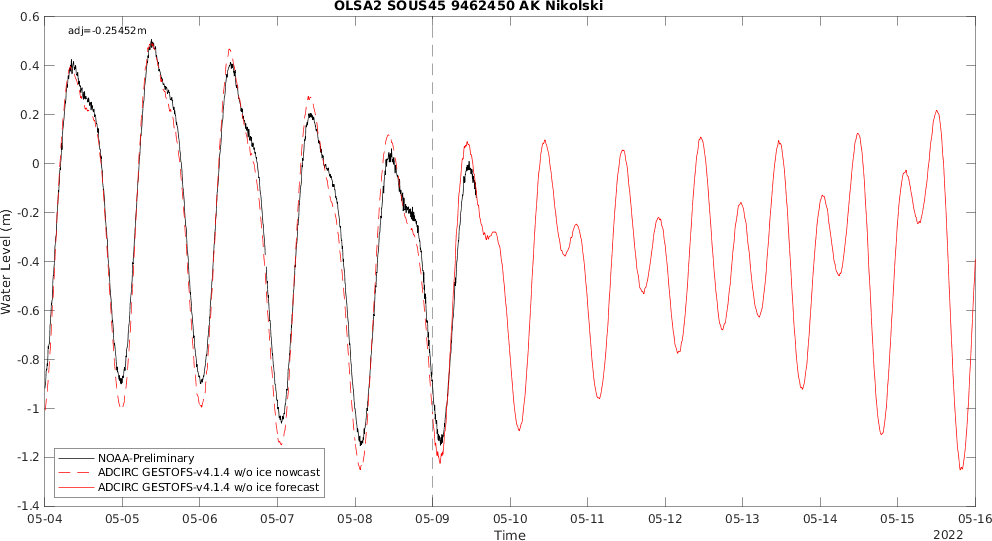 OLSA2 SOUS45 9462450 AK Nikolski
adj=-0.25452m
0.6
0.4
0.2
0
-0.2
-0.4
-0.6
-0.8
-1
-1.2
-1.4
Water Level (m)
NOAA-Preliminary
ADCIRC GESTOFS-v4.1.4 w/o ice nowcast
ADCIRC GESTOFS-v4.1.4 w/o ice forecast
05-04 05-05 05-06 05-07 05-08 05-09 05-10 05-11 05-12 05-13 05-14 05-15 05-16
Time
2022